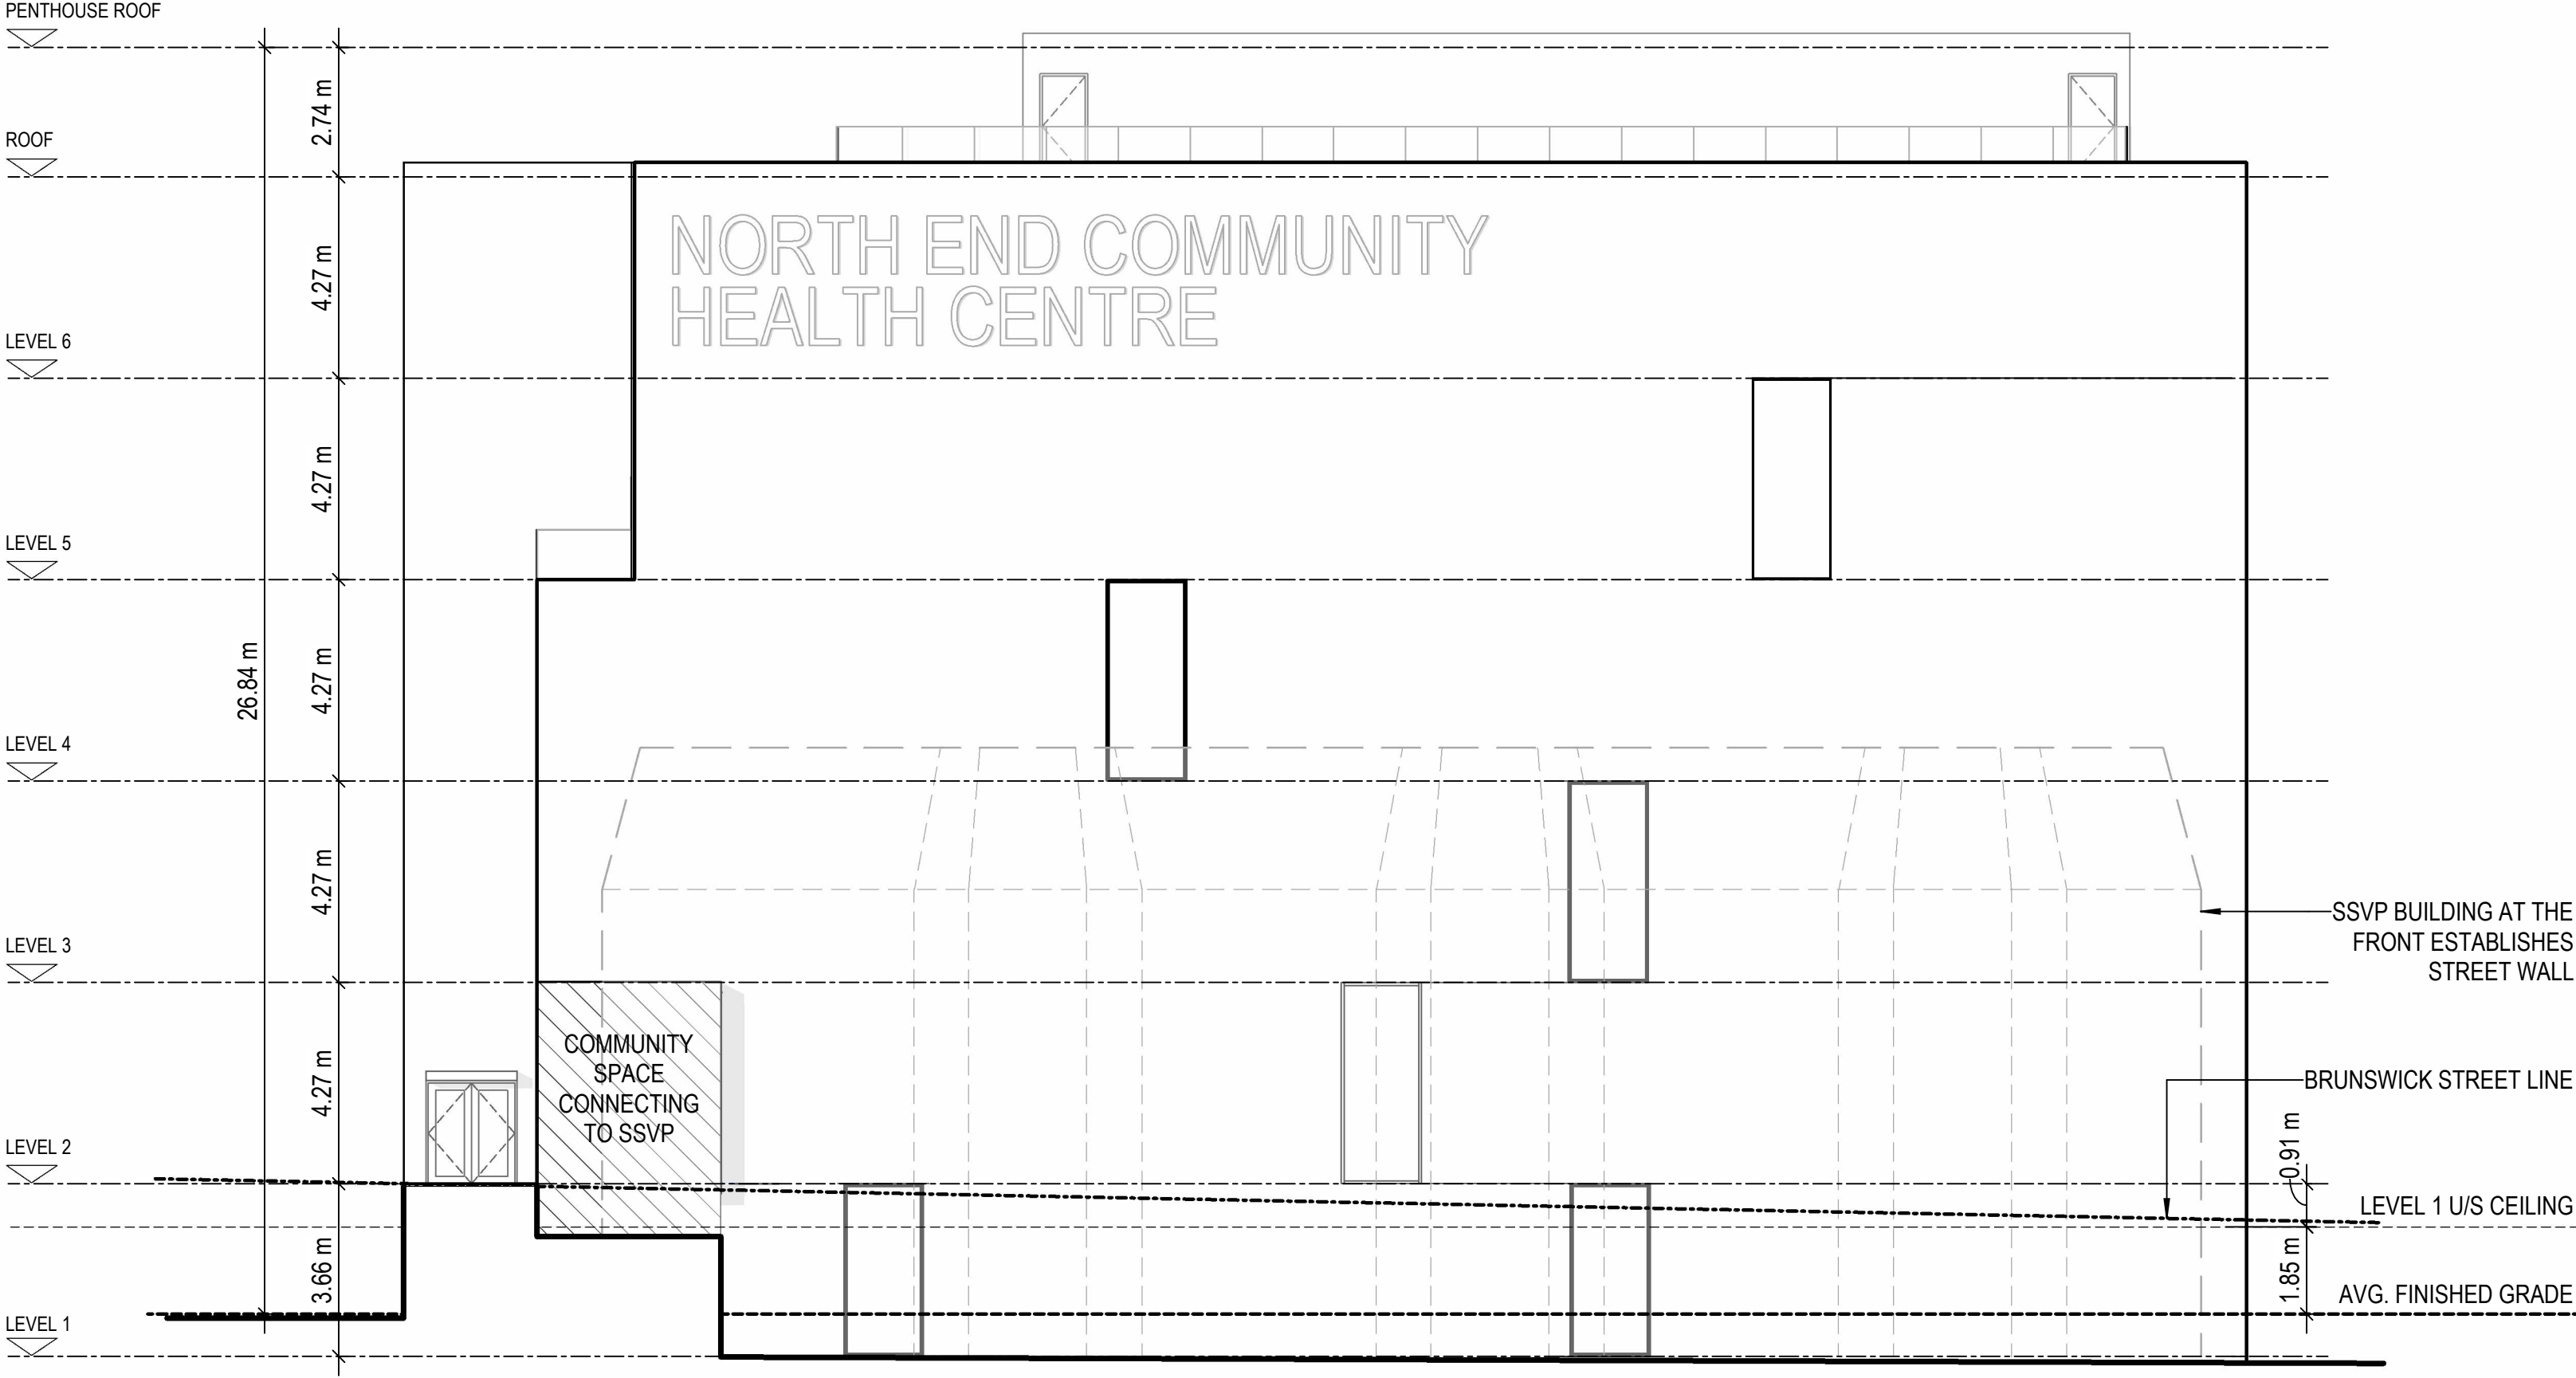 PENTHOUSE ROOF
2.74 m
ROOF
4.27 m
NORTH END COMMUNITY
HEALTH CENTRE
LEVEL 6
4.27 m
LEVEL 5
26.84 m
4.27 m
LEVEL 4
4.27 m
SSVP BUILDING AT THE
FRONT ESTABLISHES
STREET WALL
LEVEL 3
COMMUNITY
SPACE
CONNECTING
TO SSVP
4.27 m
BRUNSWICK STREET LINE
LEVEL 2
0.91 m
LEVEL 1 U/S CEILING
3.66 m
1.85 m
AVG. FINISHED GRADE
LEVEL 1